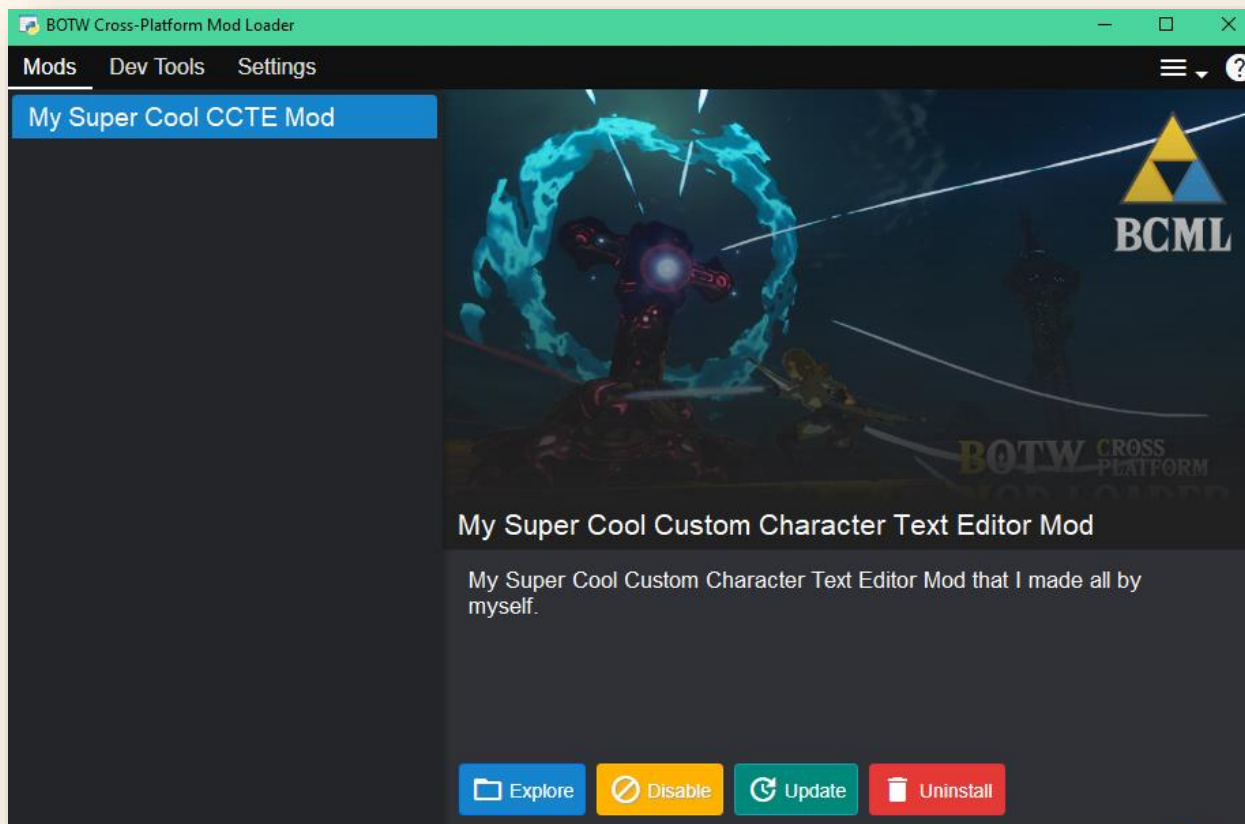 BOTW Cross-Platform Mod Loader
Mods Dev Tools Settings
?
My Super Cool CCTE Mod
BCML
BOTW CROSS
PLATFORM
MOD LOADER
My Super Cool Custom Character Text Editor Mod
My Super Cool Custom Character Text Editor Mod that I made all by
myself.
Explore Disable Update Uninstall